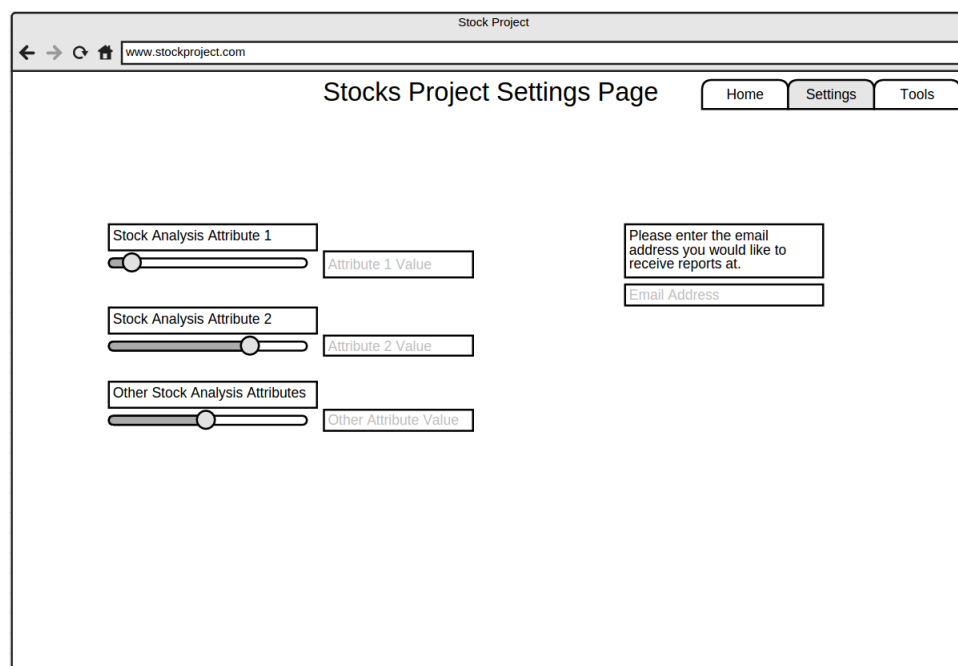 Stock Project
www.stockproject.com
Stocks Project Settings Page
Home
Settings
Tools
Stock Analysis Attribute 1
Attribute 1 Value
Stock Analysis Attribute 2
Attribute 2 Value
Other Stock Analysis Attributes
Other Attribute Value
Please enter the email
address you would like to
receive reports at.
Email Address